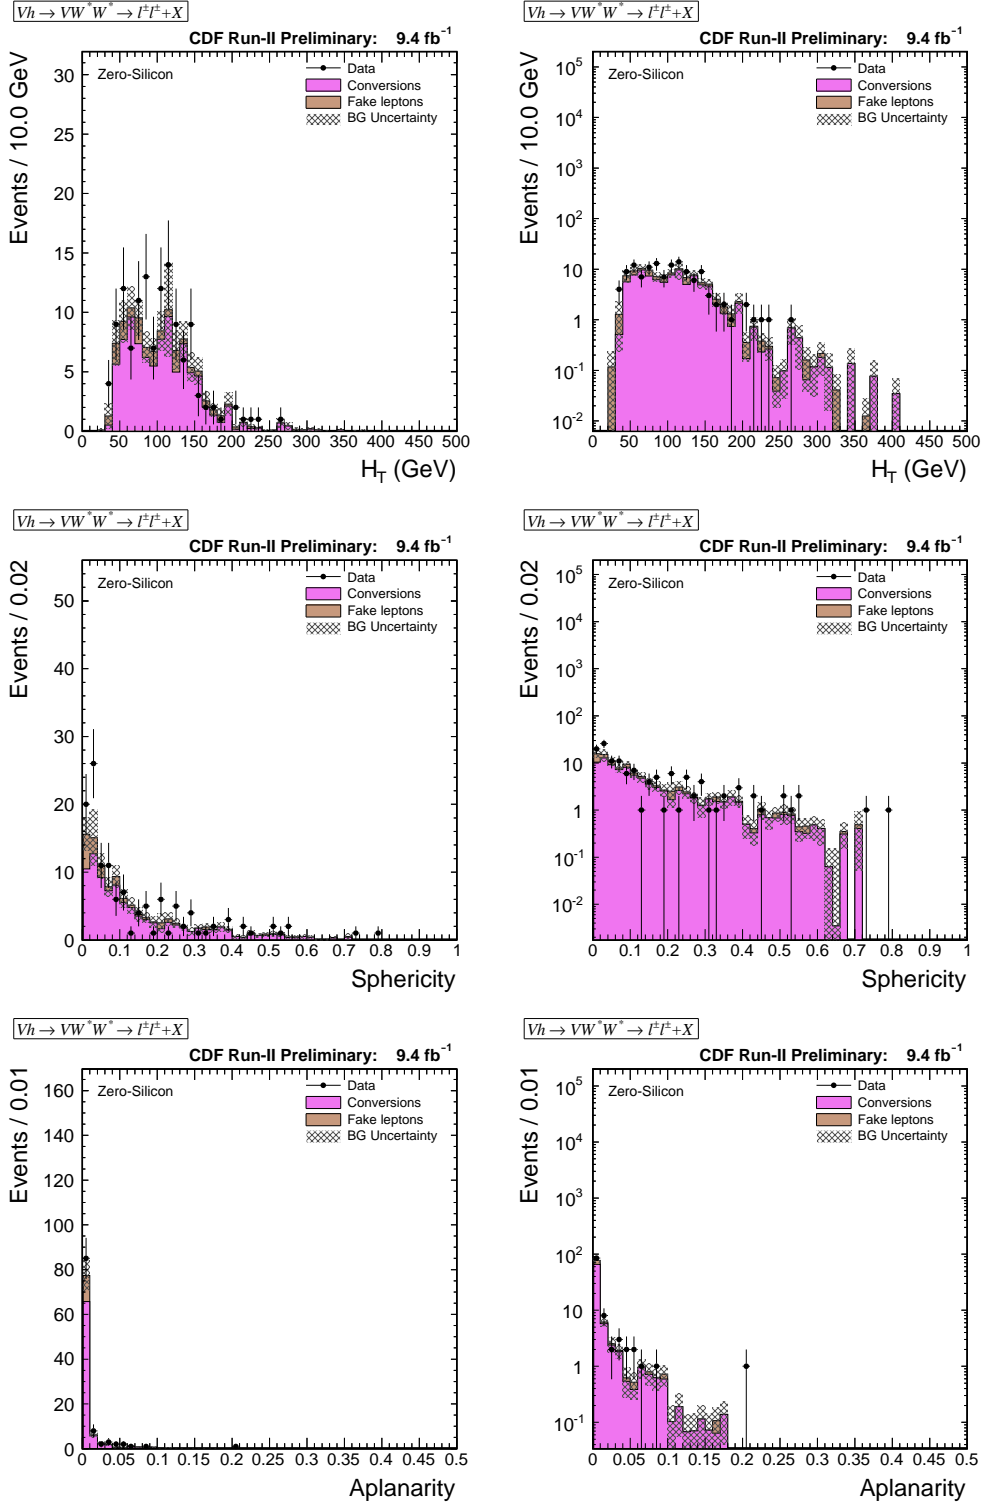 Vh → VW*W* → l±l±+X
CDF Run-II Preliminary: 9.4 fb⁻¹
Events / 10.0 GeV
Zero-Silicon
Data
Conversions
Fake leptons
BG Uncertainty
30
25
20
15
10
5
0
0 50 100 150 200 250 300 350 400 450 500
H_T (GeV)
Vh → VW*W* → l±l±+X
CDF Run-II Preliminary: 9.4 fb⁻¹
Events / 10.0 GeV
Zero-Silicon
Data
Conversions
Fake leptons
BG Uncertainty
10⁵
10⁴
10³
10²
10
1
10⁻¹
10⁻²
0 50 100 150 200 250 300 350 400 450 500
H_T (GeV)
Vh → VW*W* → l±l±+X
CDF Run-II Preliminary: 9.4 fb⁻¹
Events / 0.02
Zero-Silicon
Data
Conversions
Fake leptons
BG Uncertainty
50
40
30
20
10
0
0 0.1 0.2 0.3 0.4 0.5 0.6 0.7 0.8 0.9 1
Sphericity
Vh → VW*W* → l±l±+X
CDF Run-II Preliminary: 9.4 fb⁻¹
Events / 0.02
Zero-Silicon
Data
Conversions
Fake leptons
BG Uncertainty
10⁵
10⁴
10³
10²
10
1
10⁻¹
10⁻²
0 0.1 0.2 0.3 0.4 0.5 0.6 0.7 0.8 0.9 1
Sphericity
Vh → VW*W* → l±l±+X
CDF Run-II Preliminary: 9.4 fb⁻¹
Events / 0.01
Zero-Silicon
Data
Conversions
Fake leptons
BG Uncertainty
160
140
120
100
80
60
40
20
0
0 0.05 0.1 0.15 0.2 0.25 0.3 0.35 0.4 0.45 0.5
Aplanarity
Vh → VW*W* → l±l±+X
CDF Run-II Preliminary: 9.4 fb⁻¹
Events / 0.01
Zero-Silicon
Data
Conversions
Fake leptons
BG Uncertainty
10⁵
10⁴
10³
10²
10
1
10⁻¹
0 0.05 0.1 0.15 0.2 0.25 0.3 0.35 0.4 0.45 0.5
Aplanarity